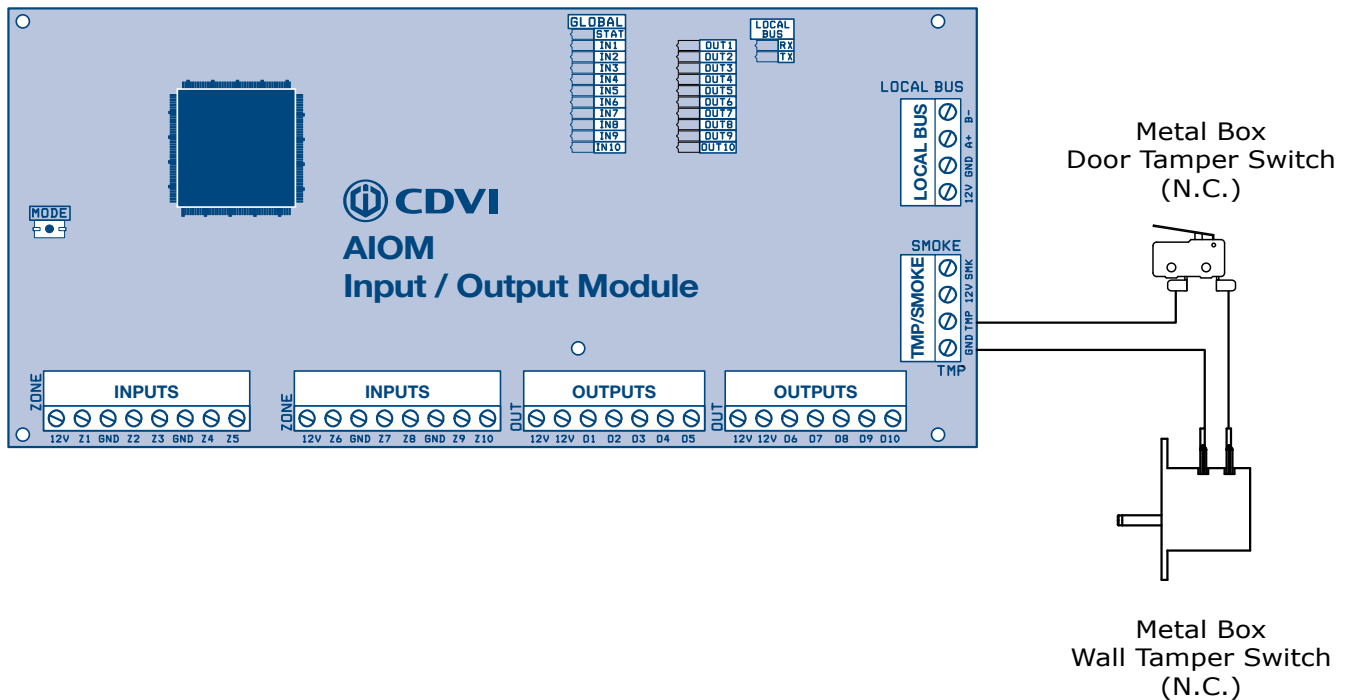 GLOBAL
STAT
IN1
IN2
IN3
IN4
IN5
IN6
IN7
IN8
IN9
IN10
OUT1
OUT2
OUT3
OUT4
OUT5
OUT6
OUT7
OUT8
OUT9
OUT10
LOCAL
BUS
RX
TX
MODE
CDVI
AIOM
Input / Output Module
LOCAL BUS
LOCAL BUS
B-
A+
GND
12V
SMOKE
TMP/SMOKE
SMK
12V
TMP
GND
TMP
ZONE
INPUTS
12V Z1 GND Z2 Z3 GND Z4 Z5
ZONE
INPUTS
12V Z6 GND Z7 Z8 GND Z9 Z10
OUT
OUTPUTS
12V 12V O1 O2 O3 O4 O5
OUT
OUTPUTS
12V 12V O6 O7 O8 O9 O10
Metal Box
Door Tamper Switch
(N.C.)
Metal Box
Wall Tamper Switch
(N.C.)